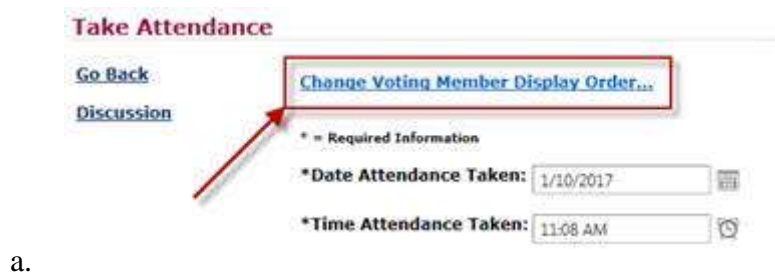 Take Attendance
Go Back
Change Voting Member Display Order...
Discussion
* = Required Information
*Date Attendance Taken: 1/10/2017
*Time Attendance Taken: 11:08 AM
a.